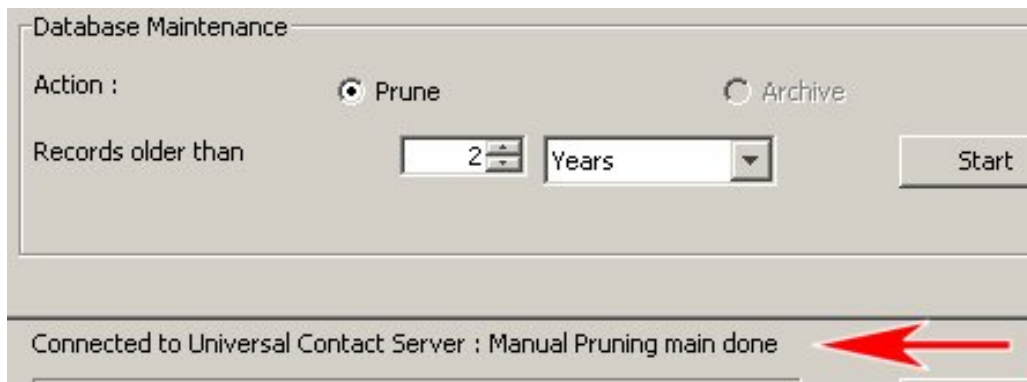 Database Maintenance
Action : Prune Archive
Records older than 2 Years Start
Connected to Universal Contact Server : Manual Pruning main done